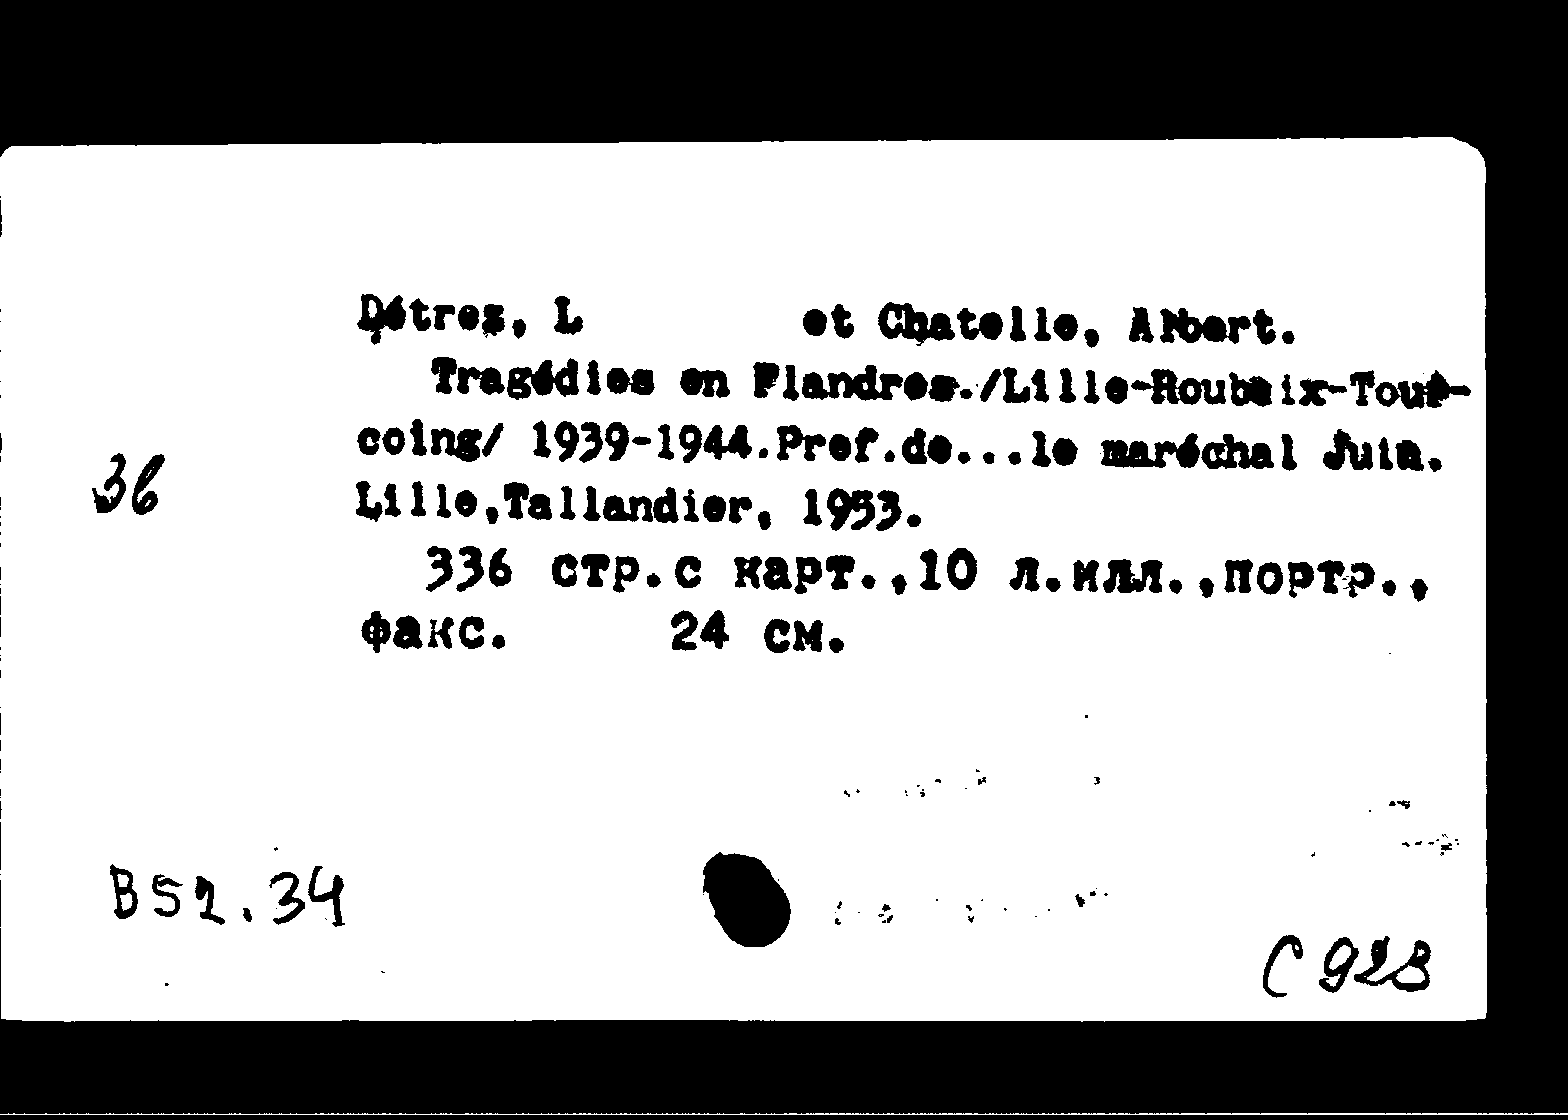 Détrez, L et Chatelle, Albert.
Tragédies en Flandres./Lille-Roubaix-Tour-
coing/ 1939-1944.Pref.de...le maréchal Juin.
36
Lille,Tallandier, 1953.
336 стр.с карт.,10 л.илл.,портр.,
факс. 24 см.
B52.34
C 928